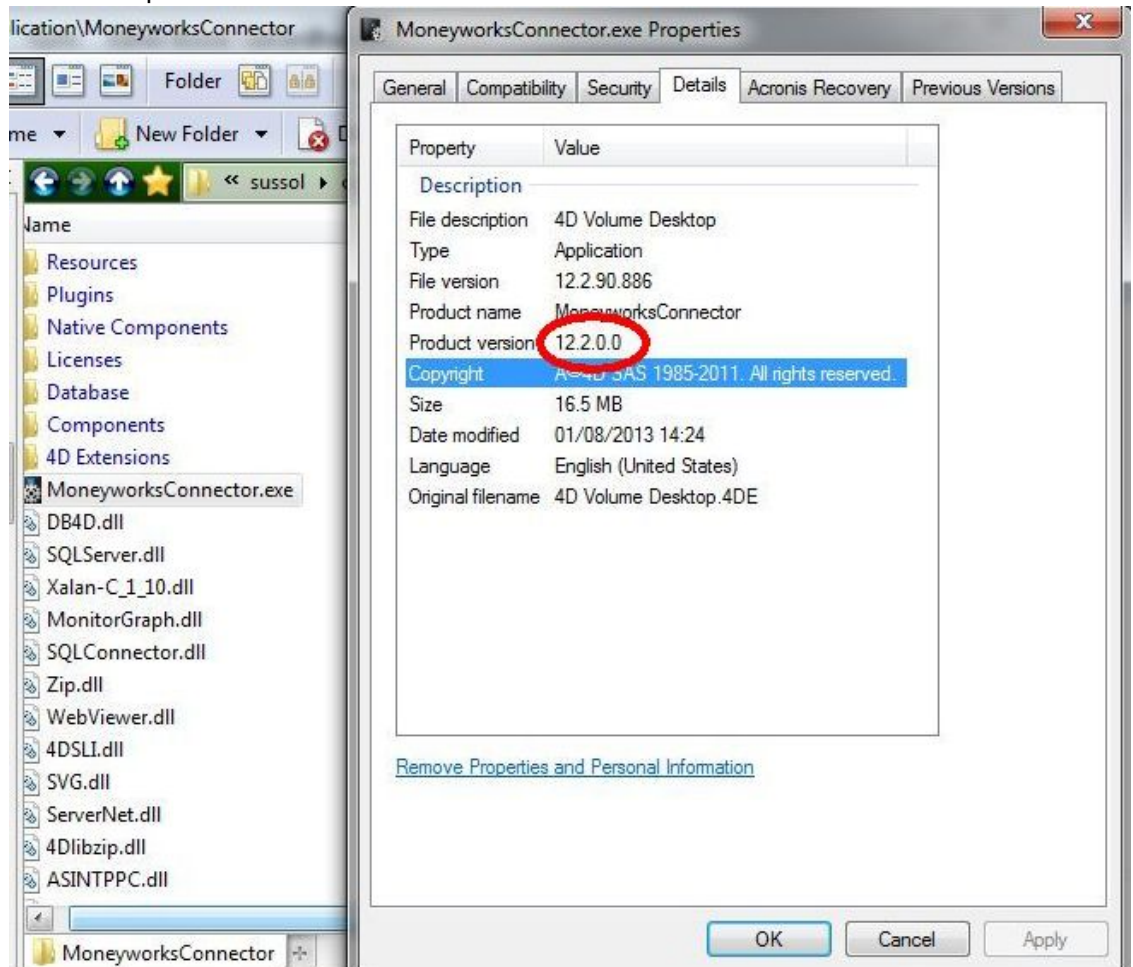 lication\MoneyworksConnector
Folder
me
New Folder
sussol
Name
Resources
Plugins
Native Components
Licenses
Database
Components
4D Extensions
MoneyworksConnector.exe
DB4D.dll
SQLServer.dll
Xalan-C_1_10.dll
MonitorGraph.dll
SQLConnector.dll
Zip.dll
WebViewer.dll
4DSLI.dll
SVG.dll
ServerNet.dll
4Dlibzip.dll
ASINTPPC.dll
MoneyworksConnector
MoneyworksConnector.exe Properties
General Compatibility Security Details Acronis Recovery Previous Versions
Property Value
Description
File description 4D Volume Desktop
Type Application
File version 12.2.90.886
Product name MoneyworksConnector
Product version 12.2.0.0
Copyright 4D SAS 1985-2011. All rights reserved.
Size 16.5 MB
Date modified 01/08/2013 14:24
Language English (United States)
Original filename 4D Volume Desktop.4DE
Remove Properties and Personal Information
OK Cancel Apply